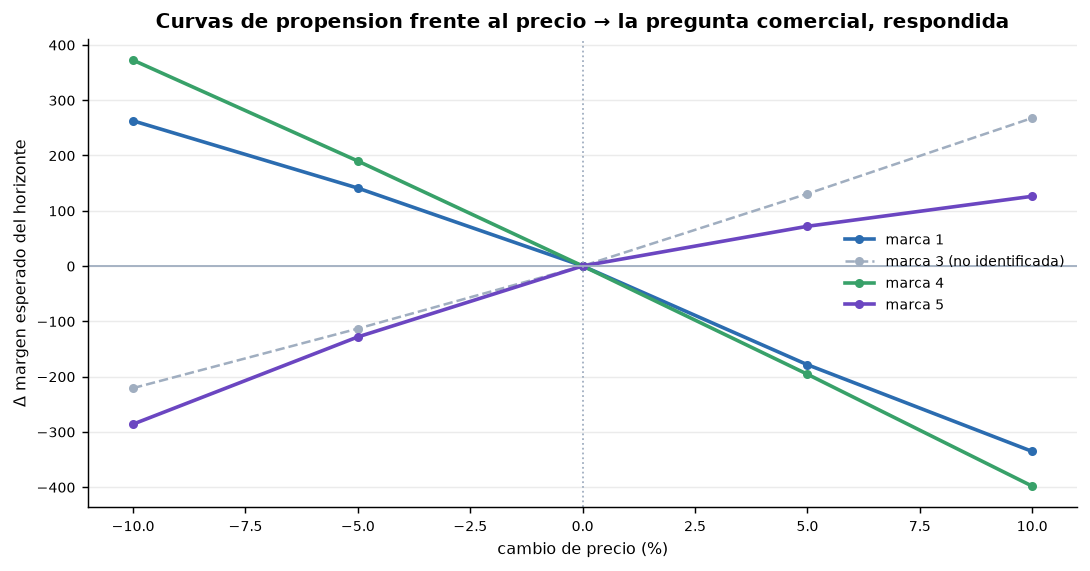 Curvas de propension frente al precio → la pregunta comercial, respondida
Δ margen esperado del horizonte
400
300
200
100
0
−100
−200
−300
−400
marca 1
marca 3 (no identificada)
marca 4
marca 5
−10.0
−7.5
−5.0
−2.5
0.0
2.5
5.0
7.5
10.0
cambio de precio (%)